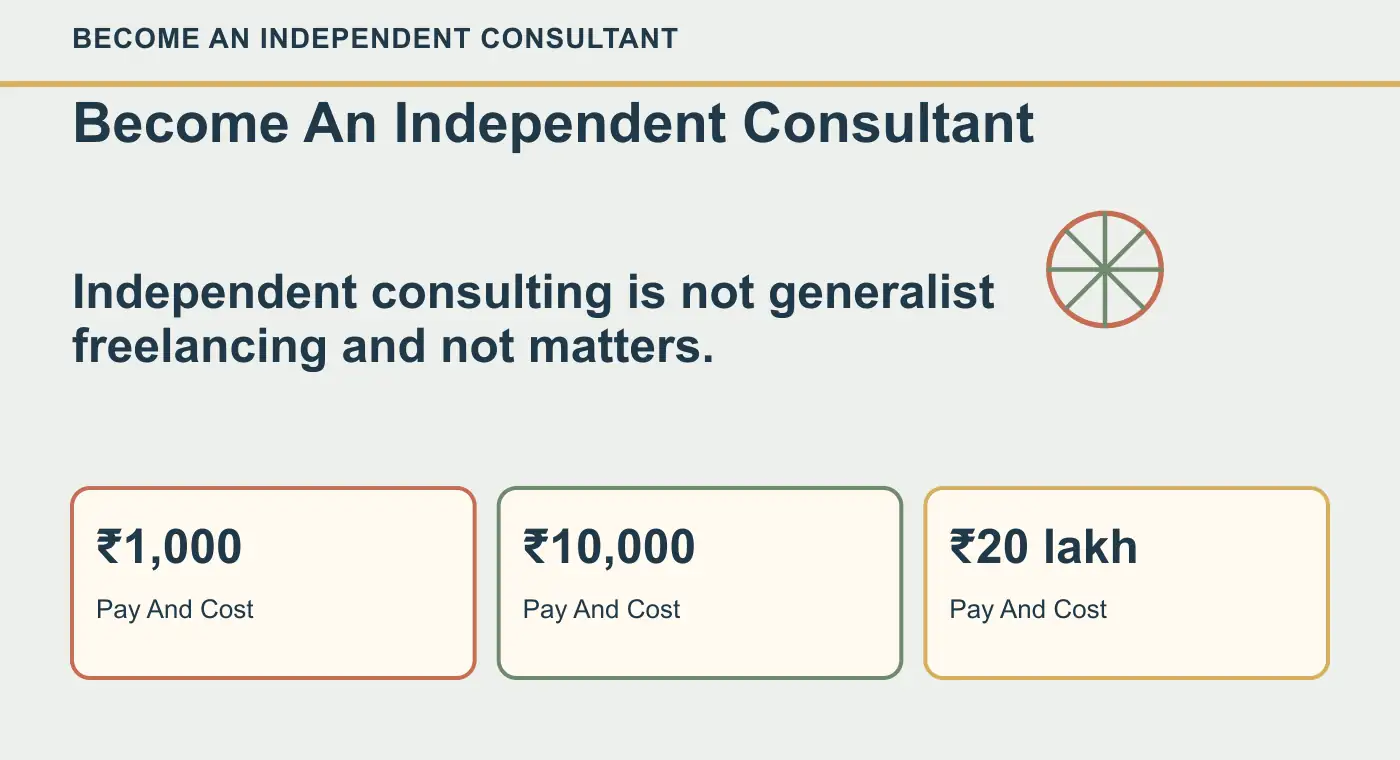 BECOME AN INDEPENDENT CONSULTANT
Become An Independent Consultant
Independent consulting is not generalist
freelancing and not matters.
₹1,000
Pay And Cost
₹10,000
Pay And Cost
₹20 lakh
Pay And Cost